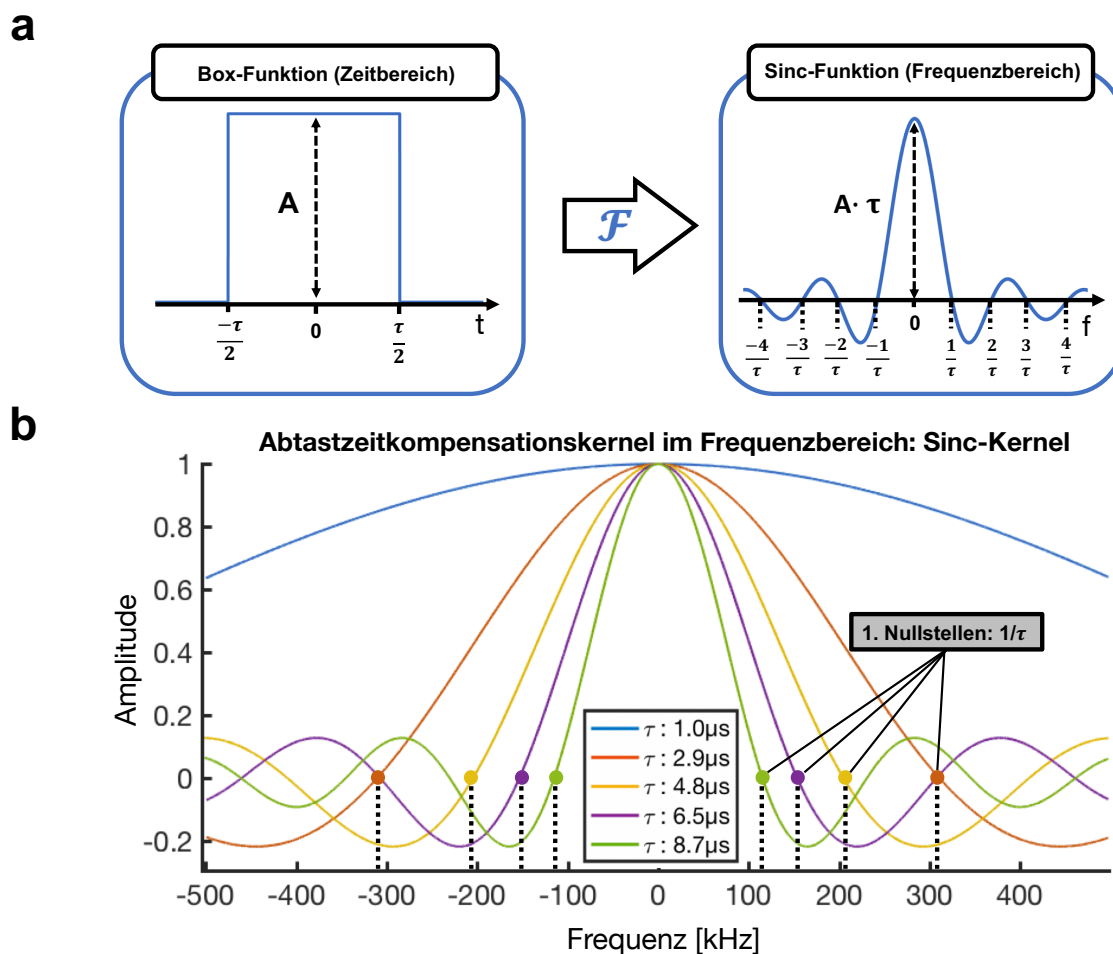 a
Box-Funktion (Zeitbereich)
Sinc-Funktion (Frequenzbereich)
A
ℱ
A· τ
-τ/2
0
τ/2
t
-4/τ
-3/τ
-2/τ
-1/τ
0
1/τ
2/τ
3/τ
4/τ
f
b
Abtastzeitkompensationskernel im Frequenzbereich: Sinc-Kernel
1
0.8
0.6
0.4
0.2
0
-0.2
Amplitude
1. Nullstellen: 1/τ
τ : 1.0µs
τ : 2.9µs
τ : 4.8µs
τ : 6.5µs
τ : 8.7µs
-500 -400 -300 -200 -100 0 100 200 300 400
Frequenz [kHz]